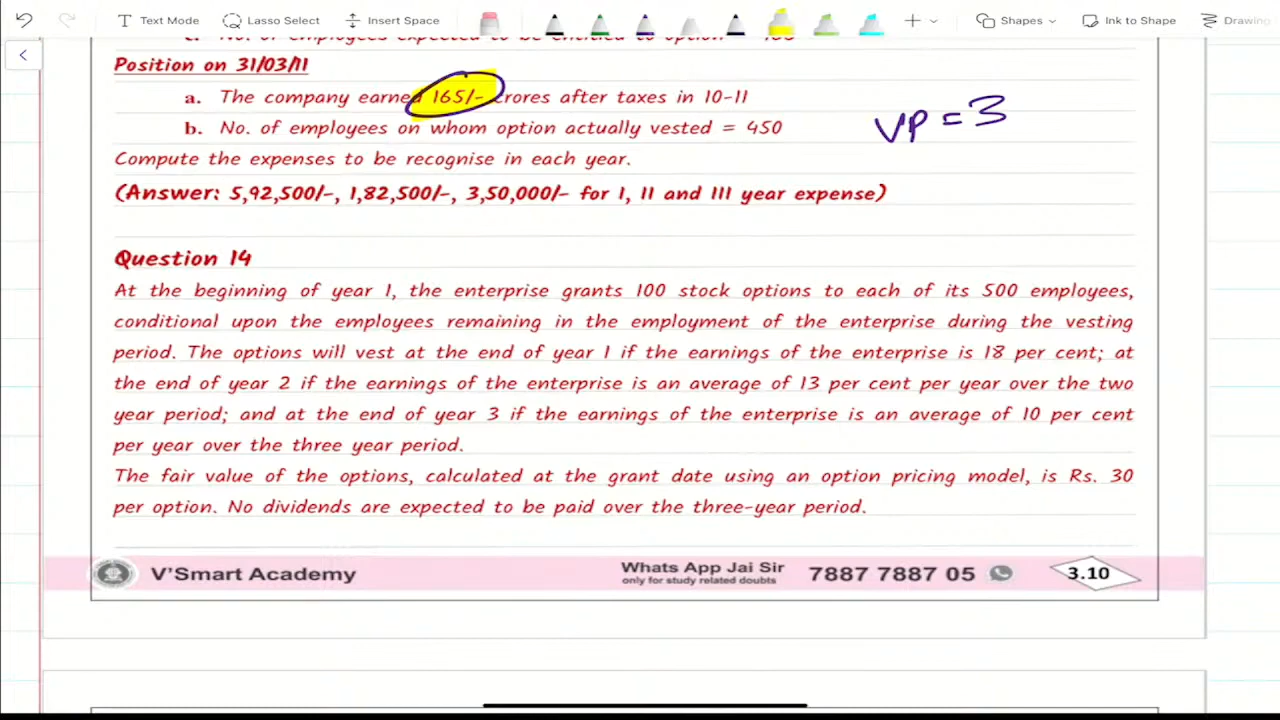 Text Mode Lasso Select Insert Space Shapes Ink to Shape Drawing
c. No. of employees expected to be entitled to option
Position on 31/03/11
a. The company earned 165/- crores after taxes in 10-11
b. No. of employees on whom option actually vested = 450
VP = 3
Compute the expenses to be recognise in each year.
(Answer: 5,92,500/-, 1,82,500/-, 3,50,000/- for I, II and III year expense)
Question 14
At the beginning of year 1, the enterprise grants 100 stock options to each of its 500 employees,
conditional upon the employees remaining in the employment of the enterprise during the vesting
period. The options will vest at the end of year 1 if the earnings of the enterprise is 18 per cent; at
the end of year 2 if the earnings of the enterprise is an average of 13 per cent per year over the two
year period; and at the end of year 3 if the earnings of the enterprise is an average of 10 per cent
per year over the three year period.
The fair value of the options, calculated at the grant date using an option pricing model, is Rs. 30
per option. No dividends are expected to be paid over the three-year period.
V'Smart Academy
Whats App Jai Sir
only for study related doubts
7887 7887 05
3.10